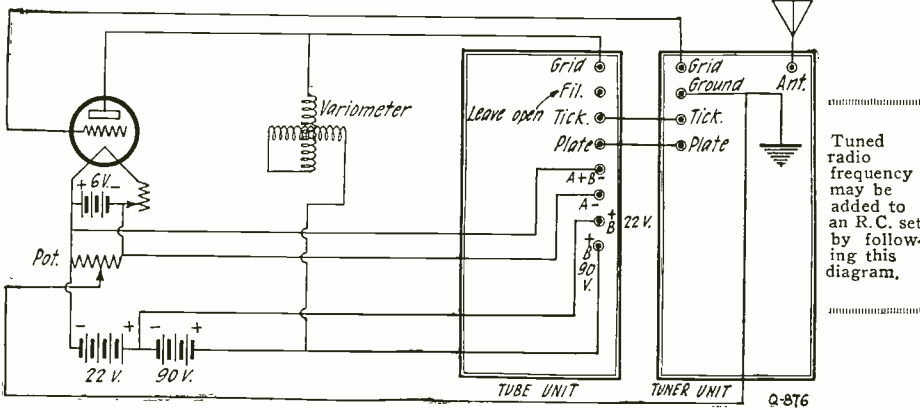 Grid
Fil.
Leave open
Tick.
Plate
A+B-
A-
+
B
22 V.
+
B
90
V.
TUBE UNIT
Grid
Ground
Ant.
Tick.
Plate
TUNER UNIT
Variometer
+ 6V. -
Pot.
- +
22 V.
- +
90 V.
Tuned
radio
frequency
may be
added to
an R.C. set
by follow-
ing this
diagram.
Q-876